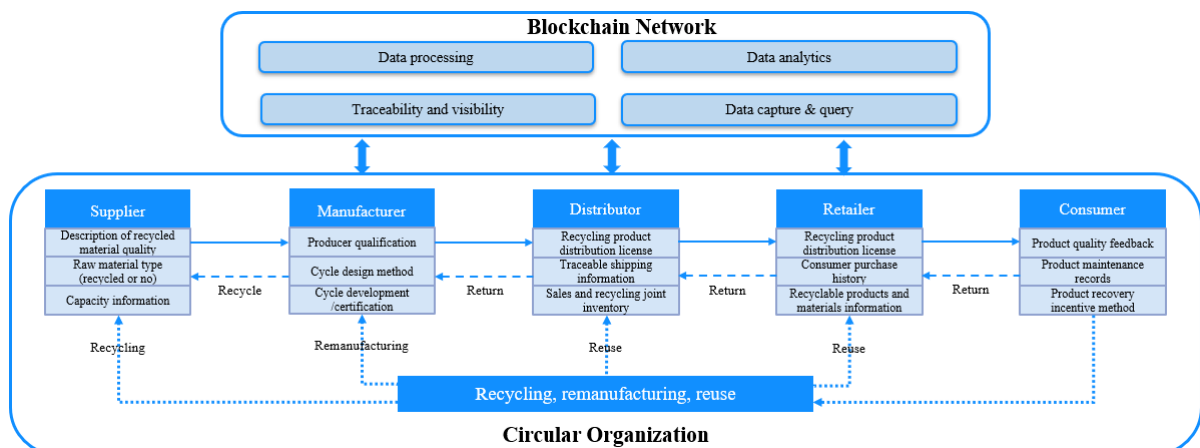 Blockchain Network
Data processing
Data analytics
Traceability and visibility
Data capture & query
Supplier
Manufacturer
Distributor
Retailer
Consumer
Description of recycled
material quality
Raw material type
(recycled or no)
Capacity information
Producer qualification
Cycle design method
Cycle development
/certification
Recycling product
distribution license
Traceable shipping
information
Sales and recycling joint
inventory
Recycling product
distribution license
Consumer purchase
history
Recyclable products and
materials information
Product quality feedback
Product maintenance
records
Product recovery
incentive method
Recycle
Return
Return
Return
Recycling
Remanufacturing
Reuse
Reuse
Recycling, remanufacturing, reuse
Circular Organization